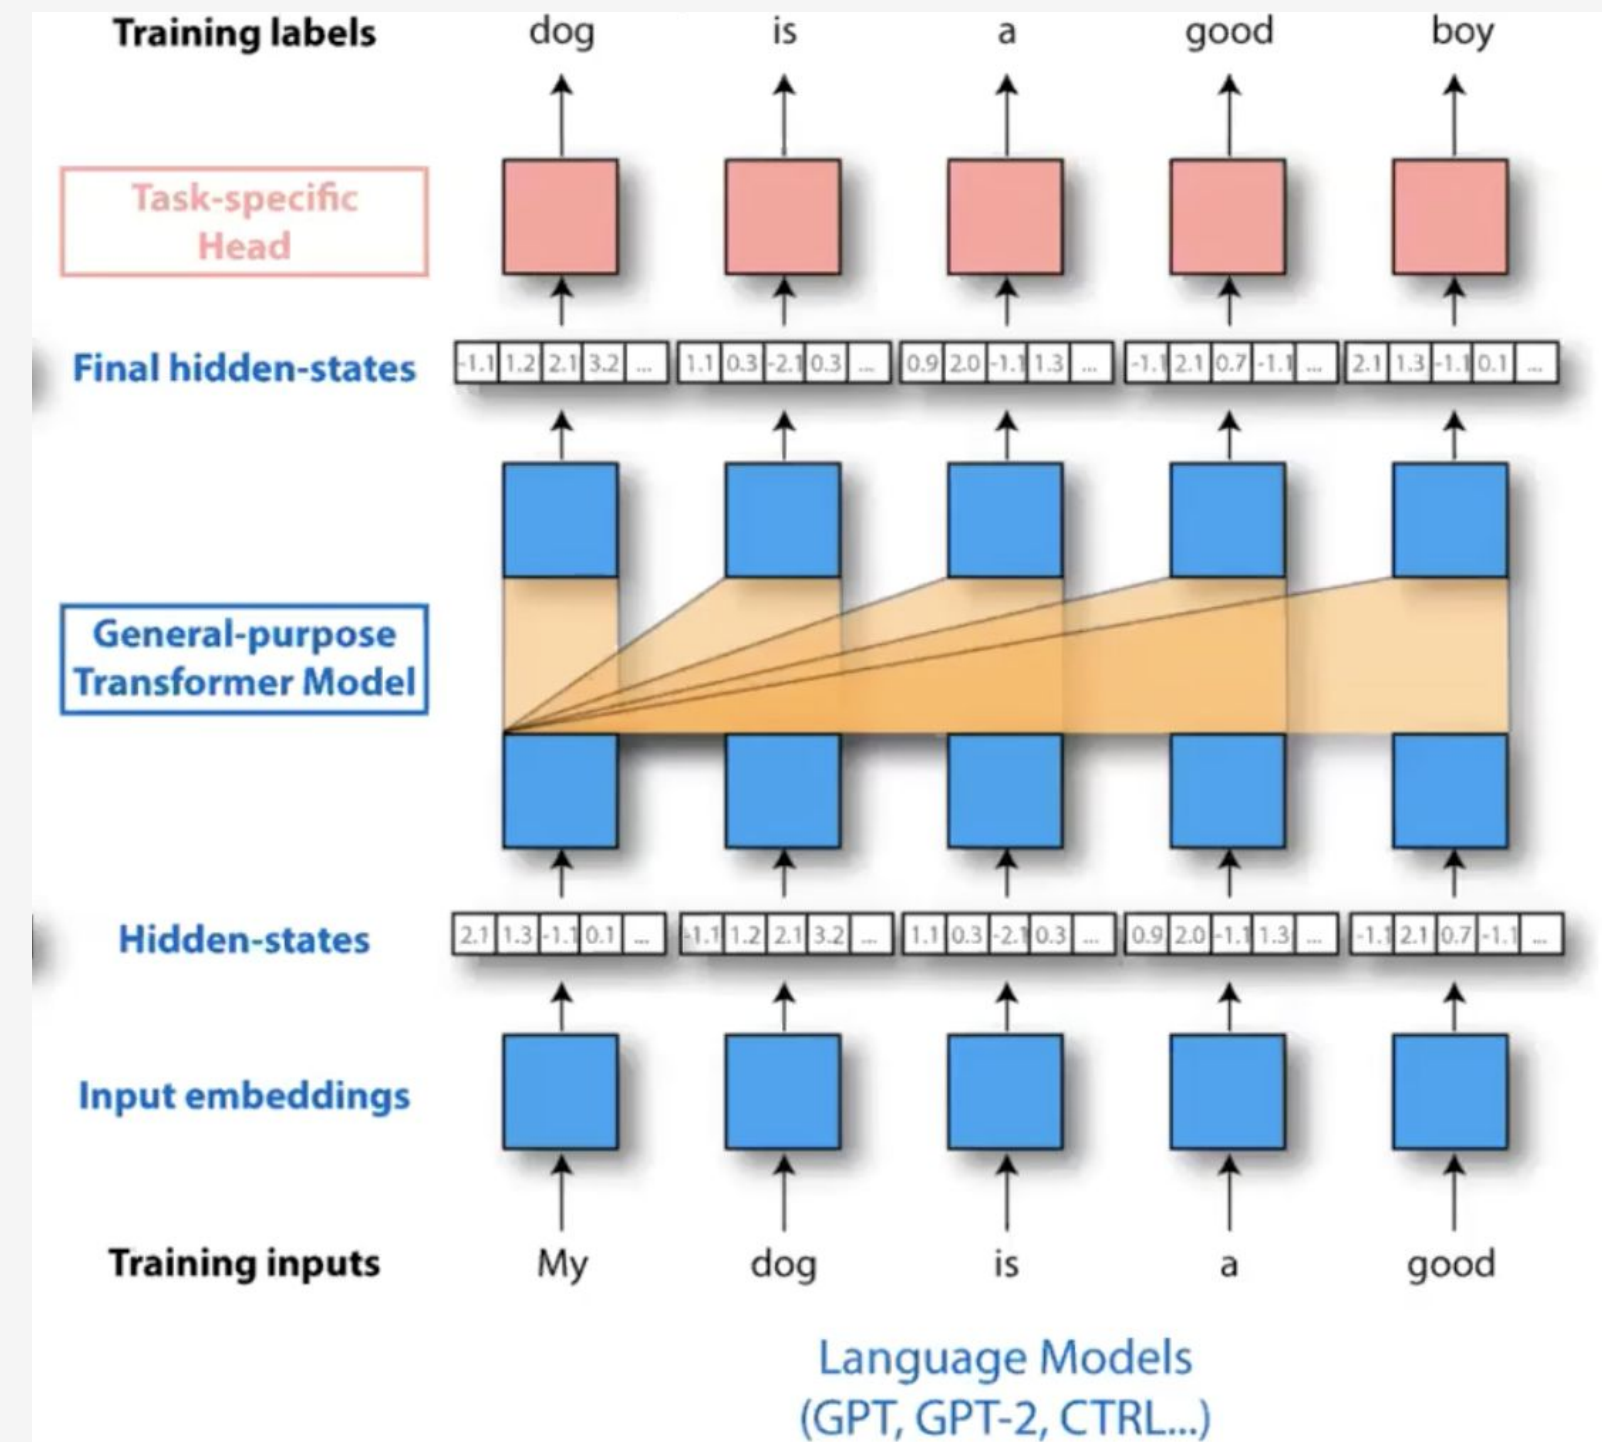 Training labels dog is a good boy
Task-specific
Head
Final hidden-states -1.1 1.2 2.1 3.2 ... 1.1 0.3 -2.1 0.3 ... 0.9 2.0 -1.1 1.3 ... -1.1 2.1 0.7 -1.1 ... 2.1 1.3 -1.1 0.1 ...
General-purpose
Transformer Model
Hidden-states 2.1 1.3 -1.1 0.1 ... -1.1 1.2 2.1 3.2 ... 1.1 0.3 -2.1 0.3 ... 0.9 2.0 -1.1 1.3 ... -1.1 2.1 0.7 -1.1 ...
Input embeddings
Training inputs My dog is a good
Language Models
(GPT, GPT-2, CTRL...)